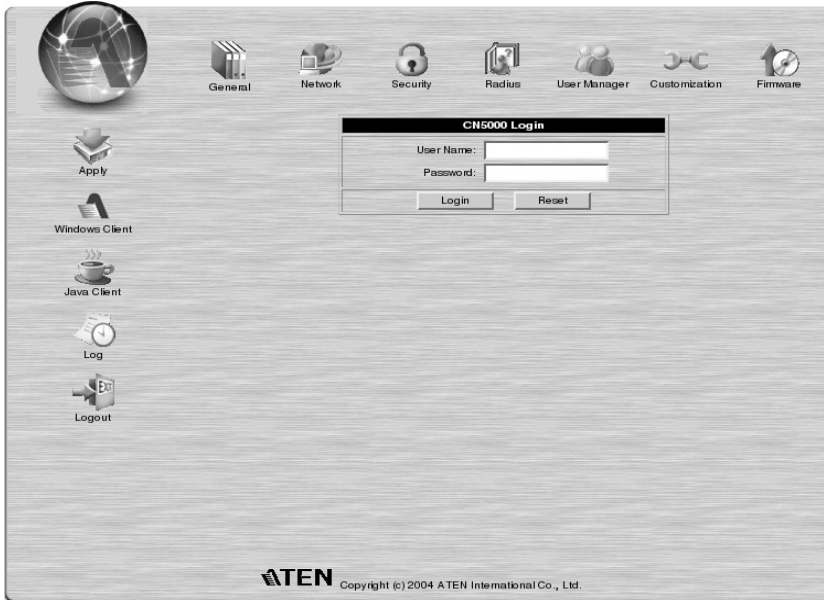 General
Network
Security
Radius
User Manager
Customization
Firmware
CN5000 Login
User Name:
Password:
Login
Reset
Apply
Windows Client
Java Client
Log
EXIT
Logout
ATEN
Copyright (c) 2004 ATEN International Co., Ltd.